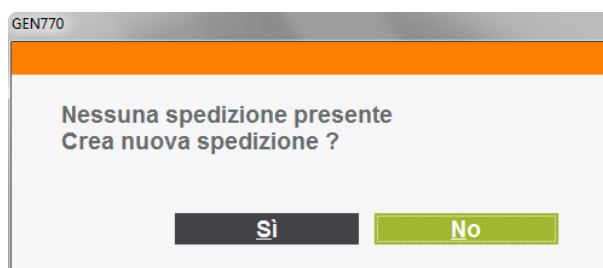 GEN770
Nessuna spedizione presente
Crea nuova spedizione ?
Sì
No